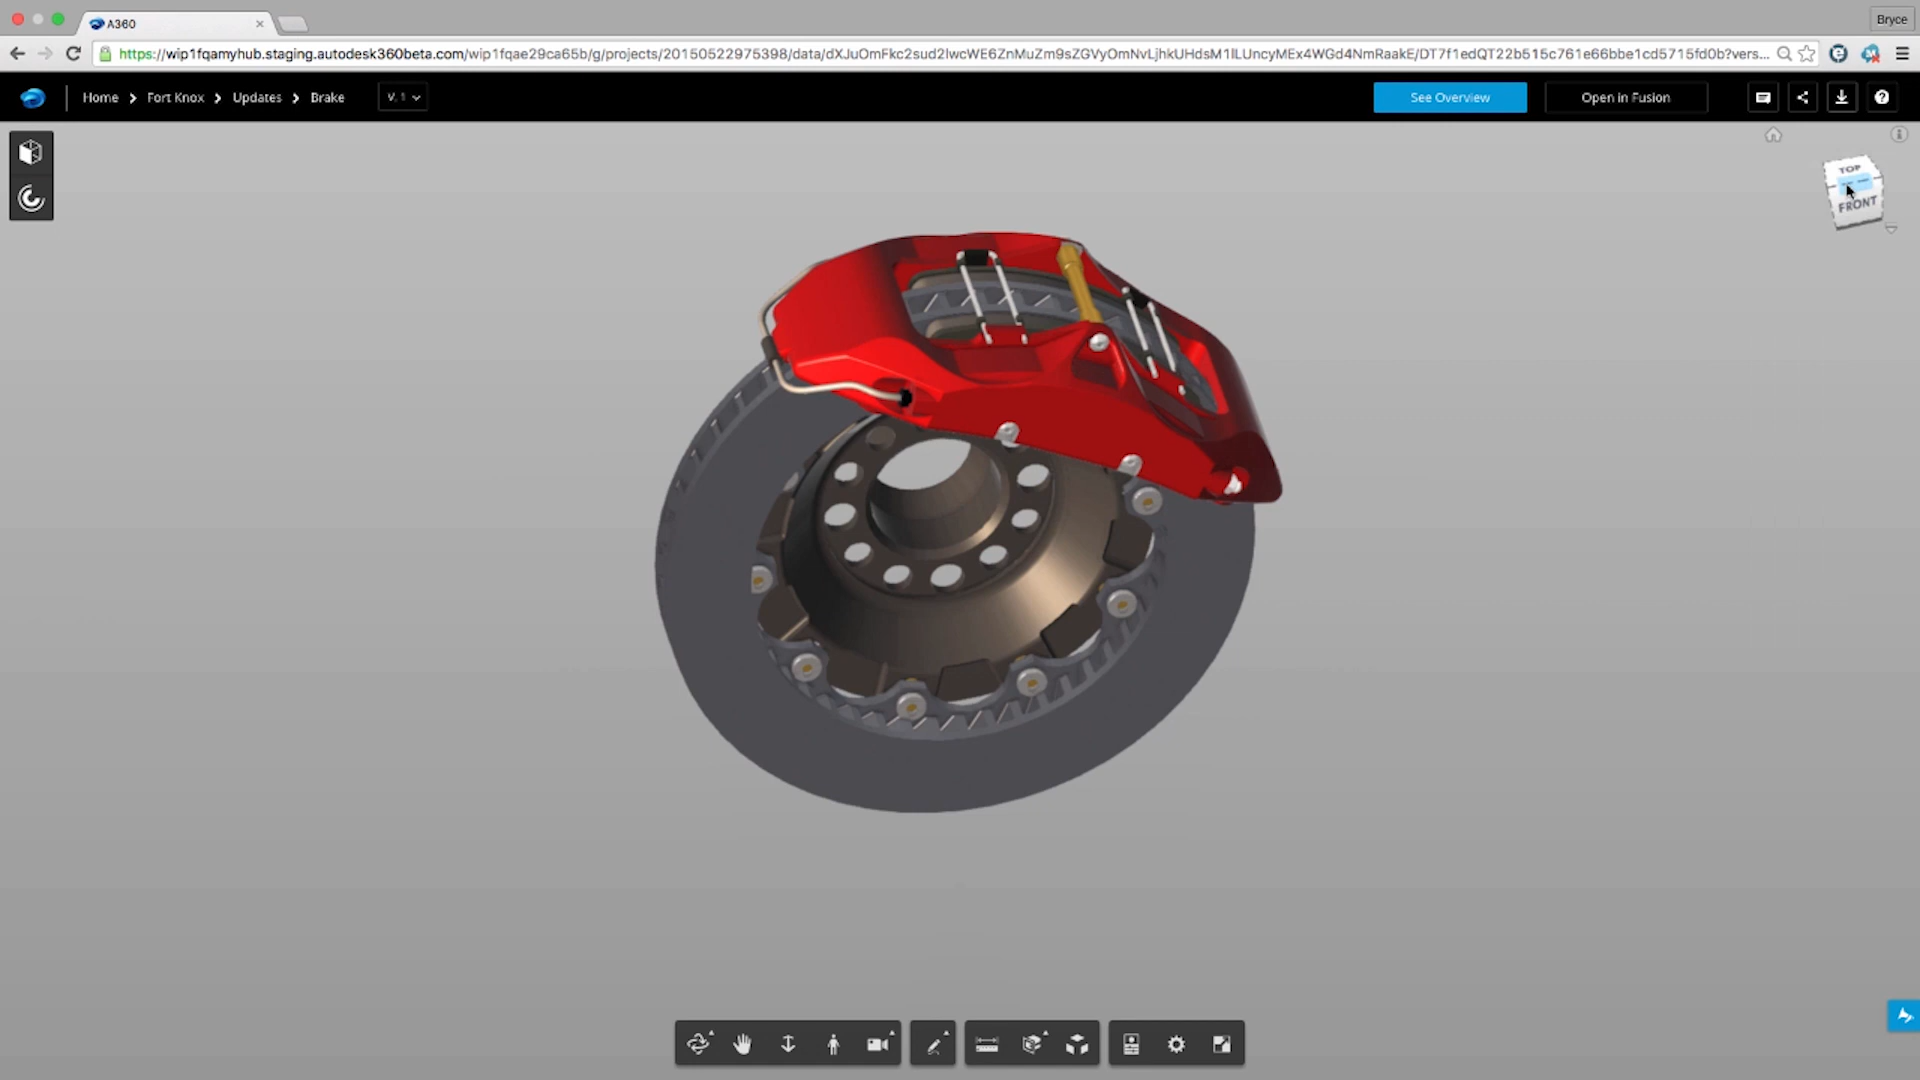 A360
Bryce
https://wip1fqamyhub.staging.autodesk360beta.com/wip1fqae29ca65b/g/projects/20150522975398/data/dXJuOmFkc2sud2lwcWE6ZnMuZm9sZGVyOmNvLjhkUHdsM1lLUncyMEx4WGd4NmRaakE/DT7f1edQT22b515c761e66bbe1cd5715fd0b?vers...
Home > Fort Knox > Updates > Brake
V. 1
See Overview
Open in Fusion
TOP
FRONT